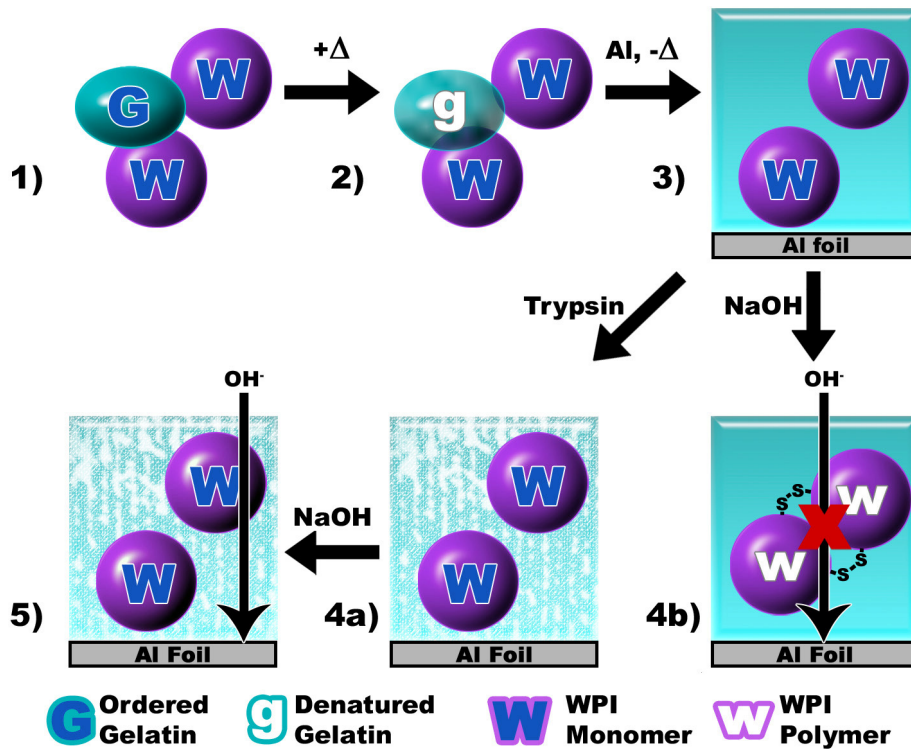 G
W
W
1)
+Δ
g
W
W
2)
Al, -Δ
W
W
3)
Al foil
Trypsin
NaOH
OH-
W
W
5)
Al Foil
NaOH
W
W
4a)
Al Foil
OH-
W
W
S
S
S
S
X
4b)
Al Foil
G Ordered
Gelatin
g Denatured
Gelatin
W WPI
Monomer
W WPI
Polymer